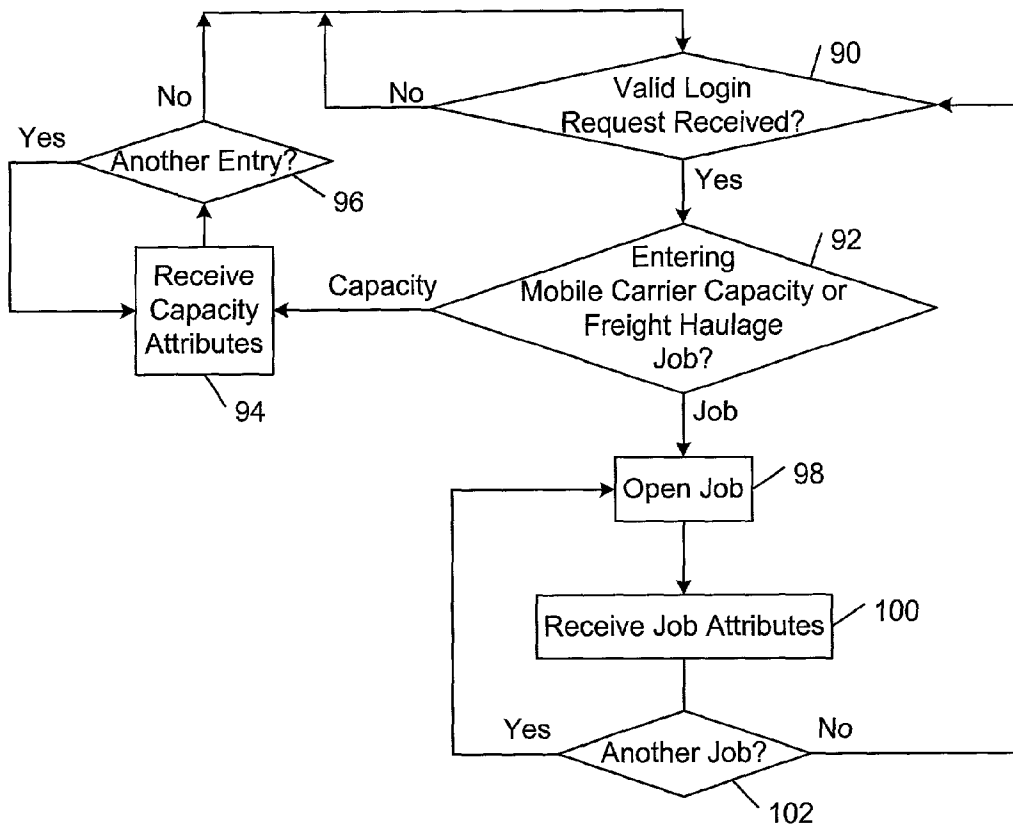 90
Valid Login
Request Received?
No
Yes
No
Yes
Another Entry?
96
92
Entering
Mobile Carrier Capacity or
Freight Haulage
Job?
Capacity
Receive
Capacity
Attributes
94
Job
Open Job
98
Receive Job Attributes
100
Yes
No
Another Job?
102